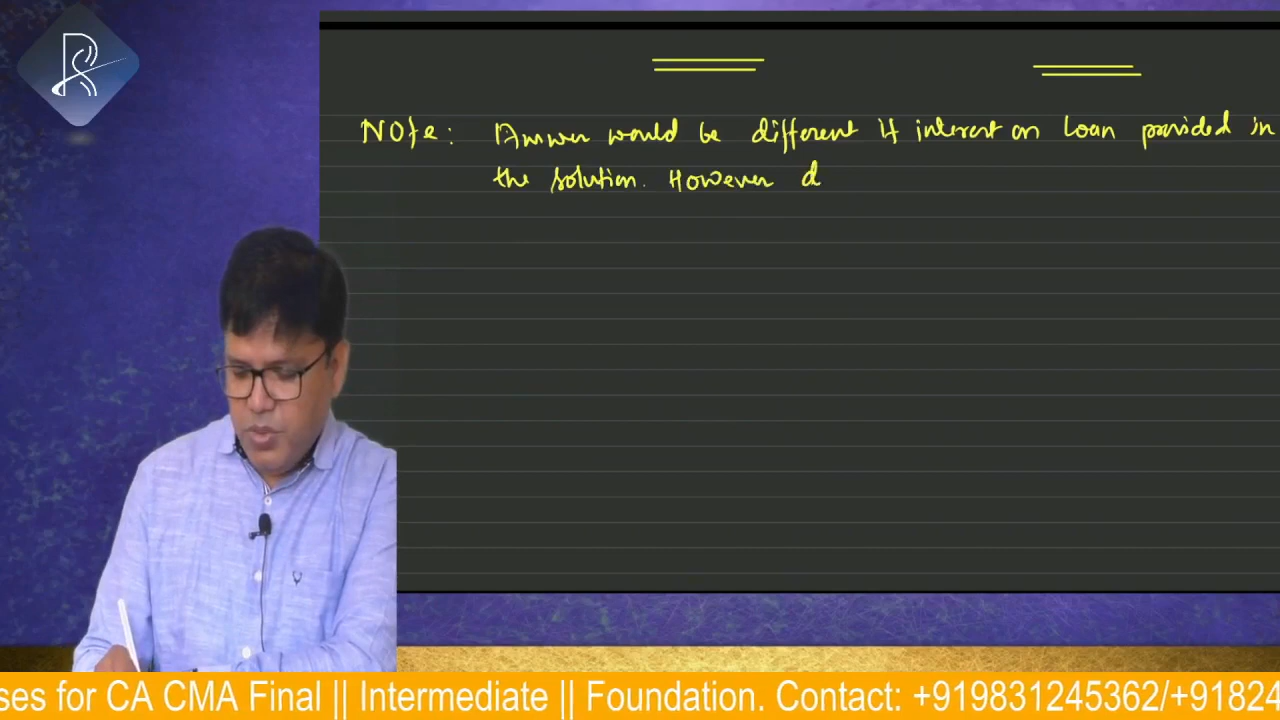 Note: Answer would be different if interest on Loan provided in
the solution. However d
ses for CA CMA Final || Intermediate || Foundation. Contact: +919831245362/+91824